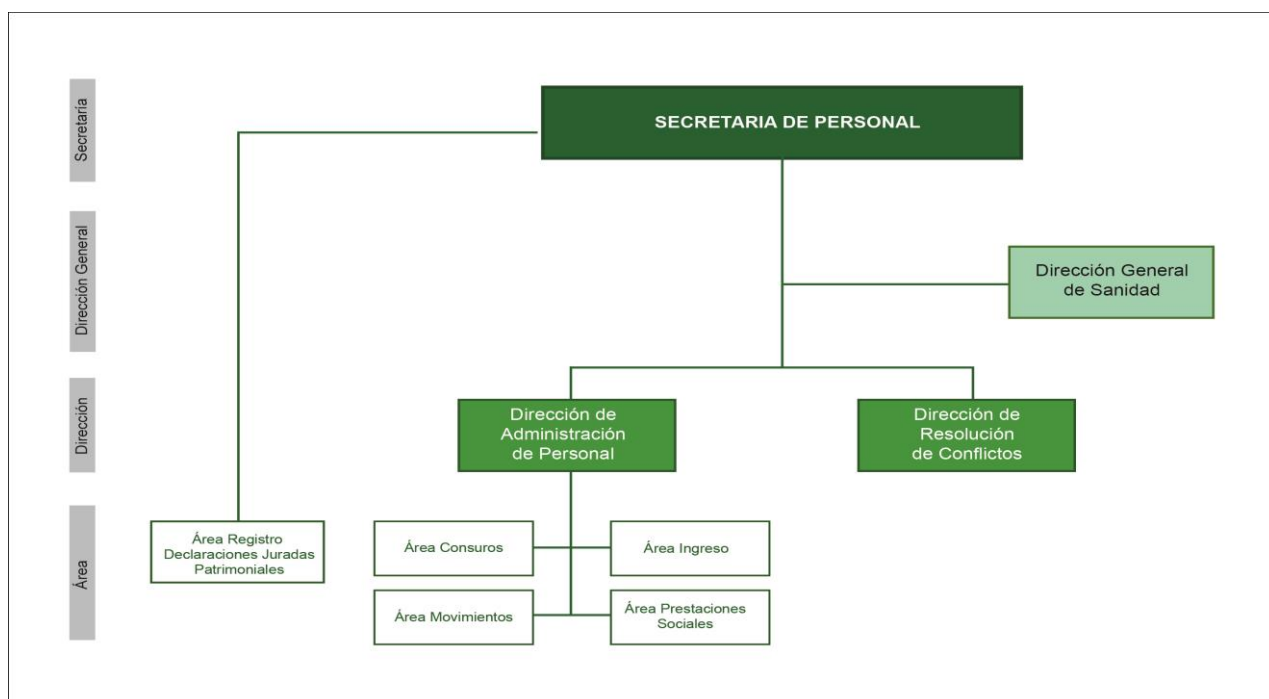 Secretaría
SECRETARIA DE PERSONAL
Dirección General
Dirección General
de Sanidad
Dirección
Dirección de
Administración
de Personal
Dirección de
Resolución
de Conflictos
Área
Área Registro
Declaraciones Juradas
Patrimoniales
Área Consuros
Área Ingreso
Área Movimientos
Área Prestaciones
Sociales